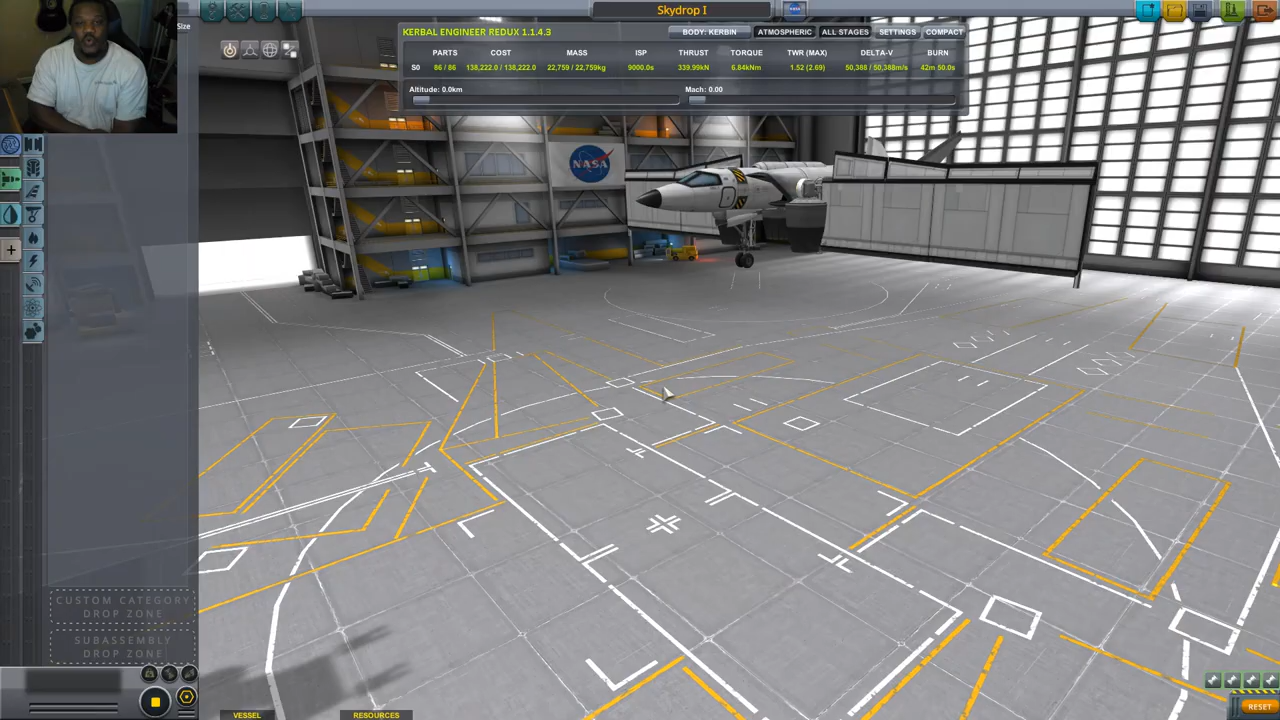 Size
Skydrop I
KERBAL ENGINEER REDUX 1.1.4.3
BODY: KERBIN
ATMOSPHERIC
ALL STAGES
SETTINGS
COMPACT
PARTS COST MASS ISP THRUST TORQUE TWR (MAX) DELTA-V BURN
S0 86 / 86 138,222.0 / 138,222.0 22,759 / 22,759kg 9000.0s 339.99kN 6.84kNm 1.52 (2.69) 50,388 / 50,388m/s 42m 50.0s
Altitude: 0.0km
Mach: 0.00
NASA
CUSTOM CATEGORY
DROP ZONE
SUBASSEMBLY
DROP ZONE
VESSEL
RESOURCES
RESET